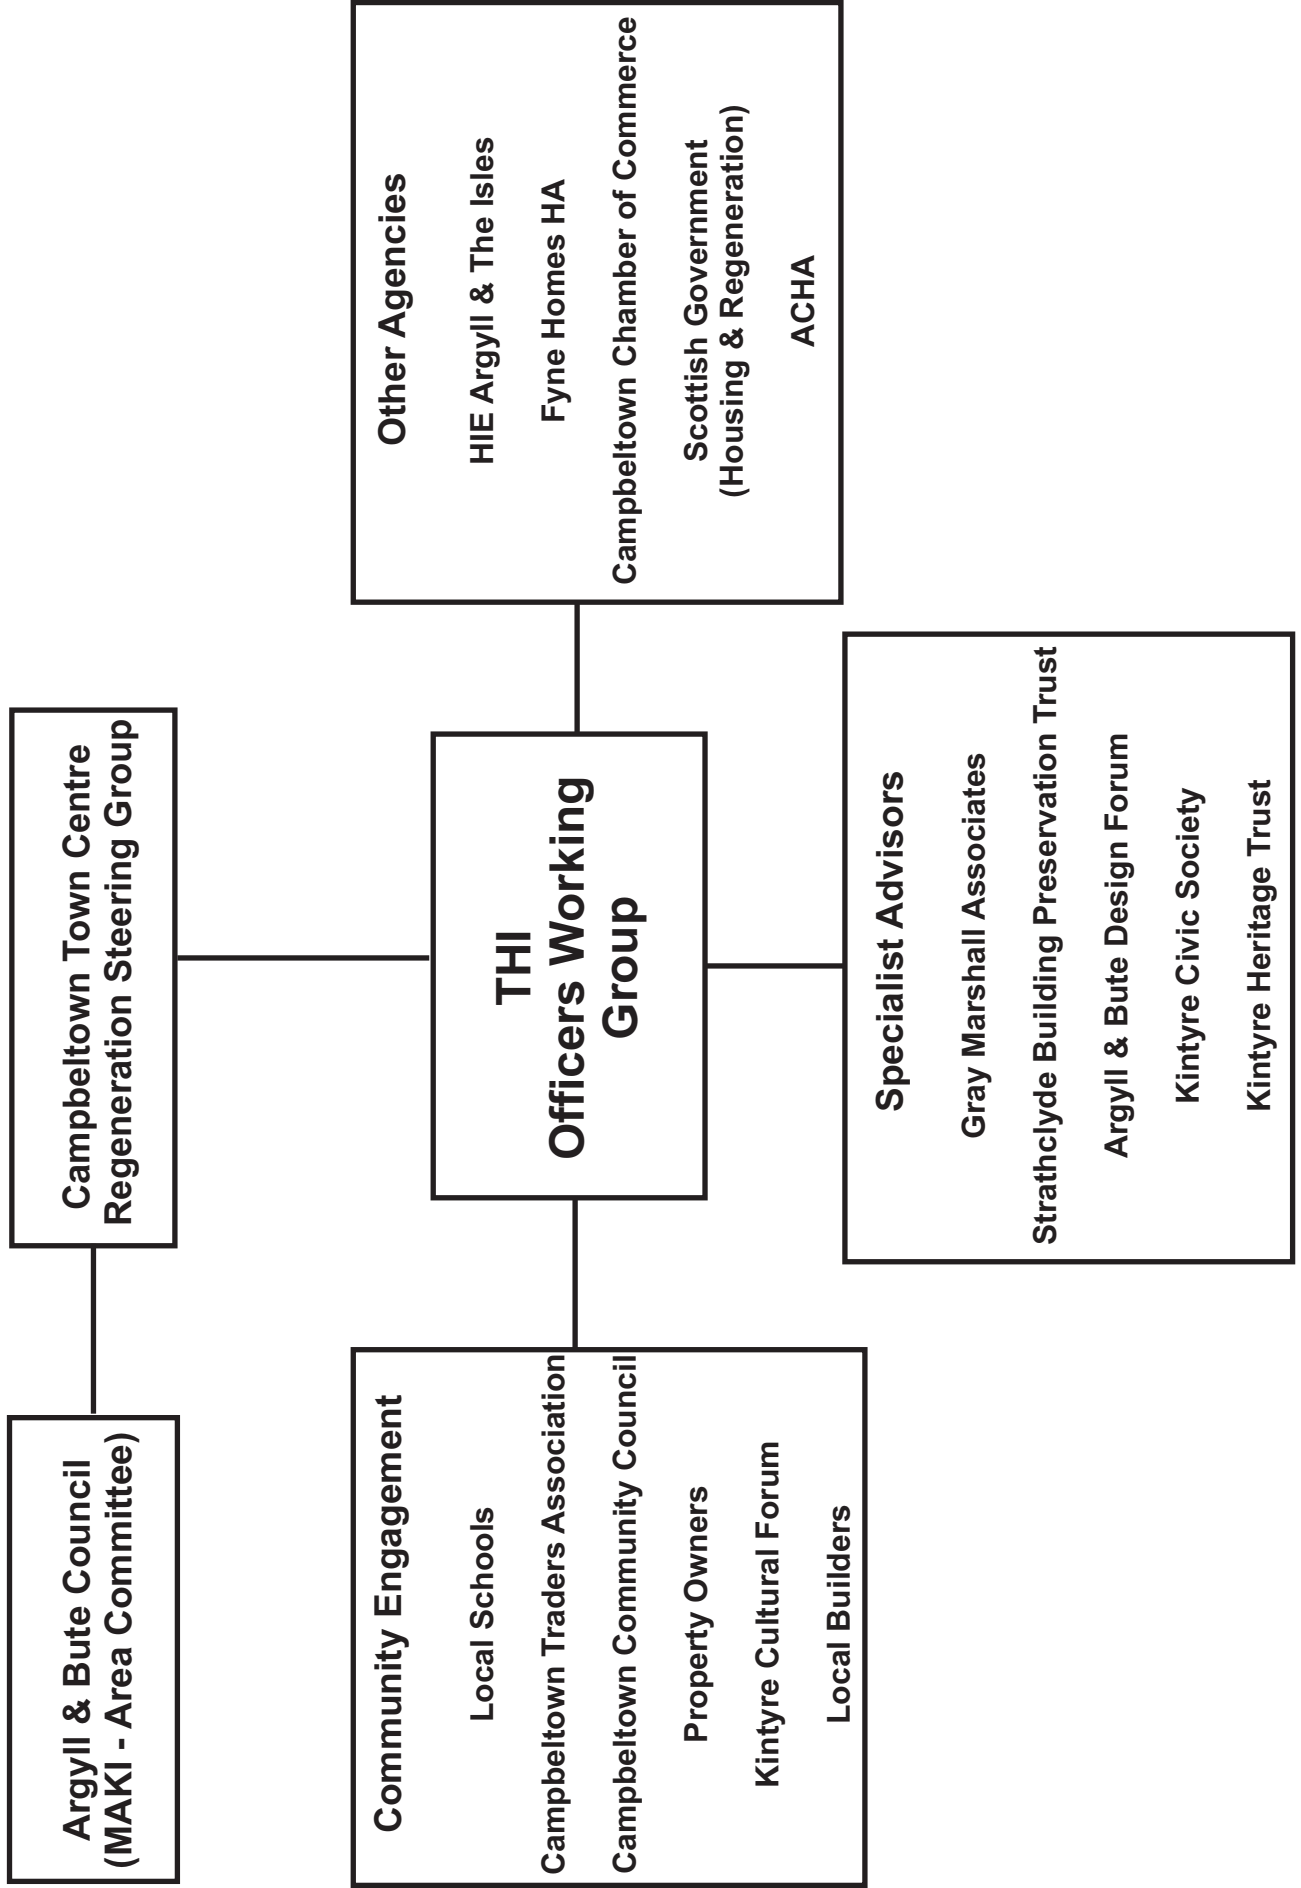 Argyll & Bute Council
(MAKI - Area Committee)
Campbeltown Town Centre
Regeneration Steering Group
Community Engagement
Local Schools
Campbeltown Traders Association
Campbeltown Community Council
Property Owners
Kintyre Cultural Forum
Local Builders
THI
Officers Working
Group
Other Agencies
HIE Argyll & The Isles
Fyne Homes HA
Campbeltown Chamber of Commerce
Scottish Government
(Housing & Regeneration)
ACHA
Specialist Advisors
Gray Marshall Associates
Strathclyde Building Preservation Trust
Argyll & Bute Design Forum
Kintyre Civic Society
Kintyre Heritage Trust